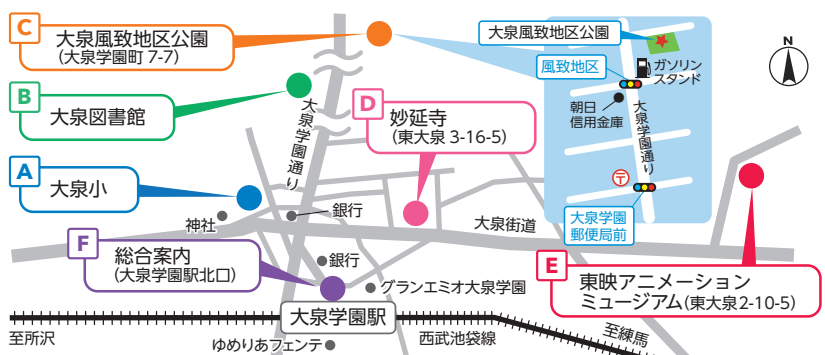 C
大泉風致地区公園
(大泉学園町 7-7)
B
大泉図書館
A
大泉小
F
総合案内
(大泉学園駅北口)
D
妙延寺
(東大泉 3-16-5)
E
東映アニメーション
ミュージアム(東大泉2-10-5)
大泉学園通り
神社
銀行
銀行
大泉街道
グランエミオ大泉学園
大泉学園駅
至所沢
ゆめりあフェンテ
西武池袋線
至練馬
大泉風致地区公園
風致地区
ガソリン
スタンド
朝日
信用金庫
大泉学園通り
〒
大泉学園
郵便局前
N